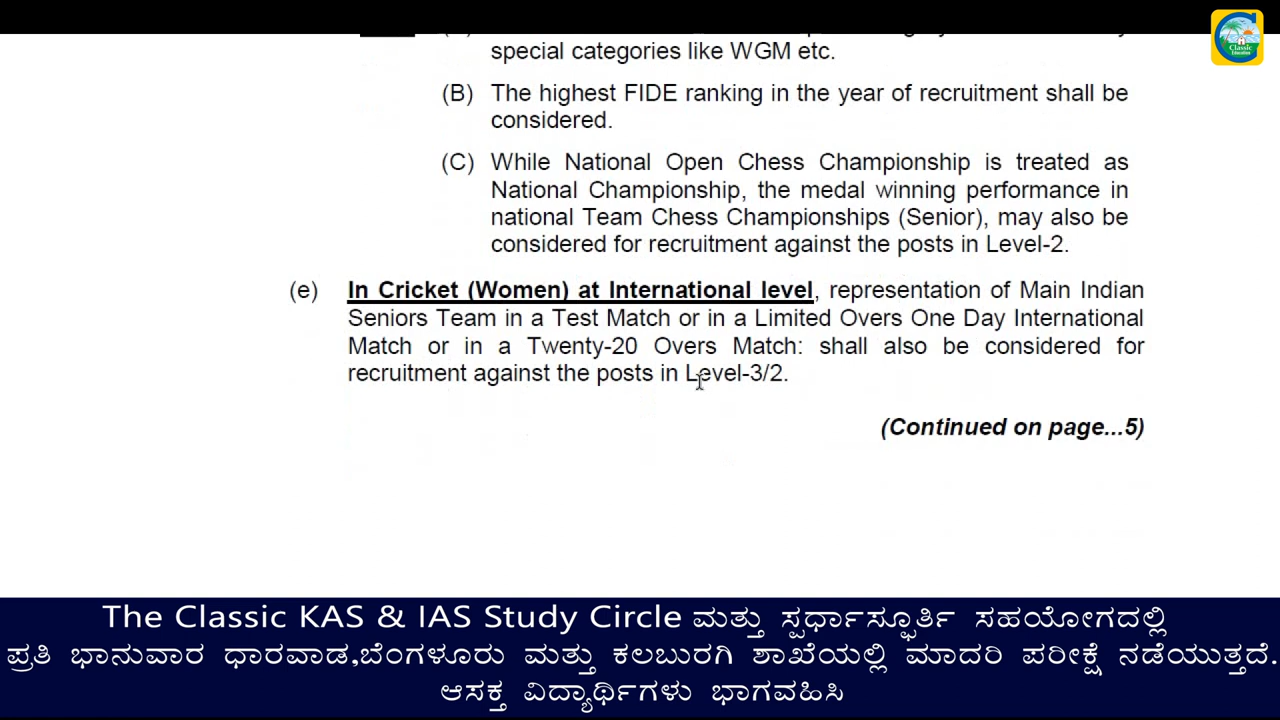 special categories like WGM etc.
(B) The highest FIDE ranking in the year of recruitment shall be
considered.
(C) While National Open Chess Championship is treated as
National Championship, the medal winning performance in
national Team Chess Championships (Senior), may also be
considered for recruitment against the posts in Level-2.
(e) In Cricket (Women) at International level, representation of Main Indian
Seniors Team in a Test Match or in a Limited Overs One Day International
Match or in a Twenty-20 Overs Match: shall also be considered for
recruitment against the posts in Level-3/2.
(Continued on page...5)
Classic
Education
The Classic KAS & IAS Study Circle ಮತ್ತು ಸ್ಪರ್ಧಾಸ್ಫೂರ್ತಿ ಸಹಯೋಗದಲ್ಲಿ
ಪ್ರತಿ ಭಾನುವಾರ ಧಾರವಾಡ,ಬೆಂಗಳೂರು ಮತ್ತು ಕಲಬುರಗಿ ಶಾಖೆಯಲ್ಲಿ ಮಾದರಿ ಪರೀಕ್ಷೆ ನಡೆಯುತ್ತದೆ.
ಆಸಕ್ತ ವಿದ್ಯಾರ್ಥಿಗಳು ಭಾಗವಹಿಸಿ